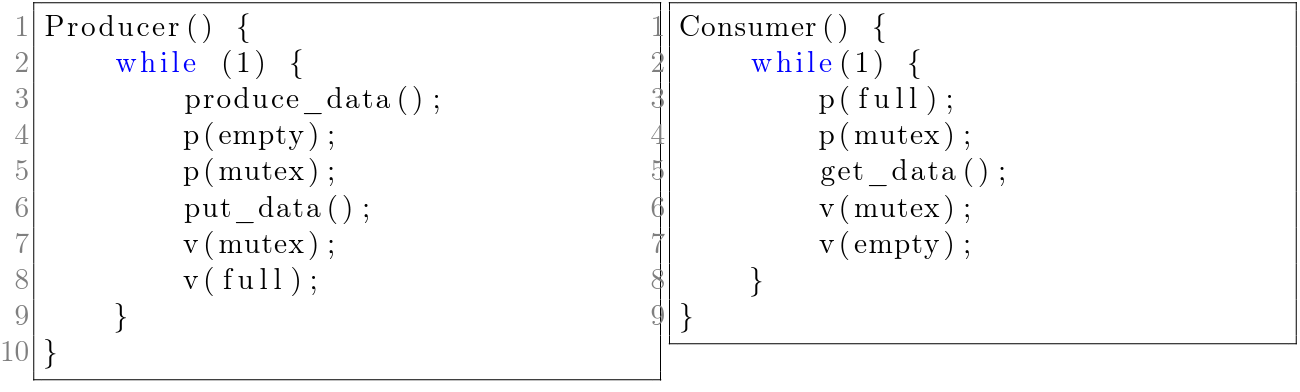 1 Producer() {
2 while (1) {
3 produce_data();
4 p(empty);
5 p(mutex);
6 put_data();
7 v(mutex);
8 v(full);
9 }
10 }
1 Consumer() {
2 while(1) {
3 p(full);
4 p(mutex);
5 get_data();
6 v(mutex);
7 v(empty);
8 }
9 }